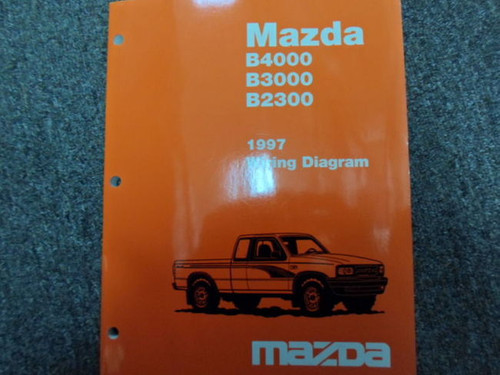 Mazda
B4000
B3000
B2300
1997
Wiring Diagram
mazda